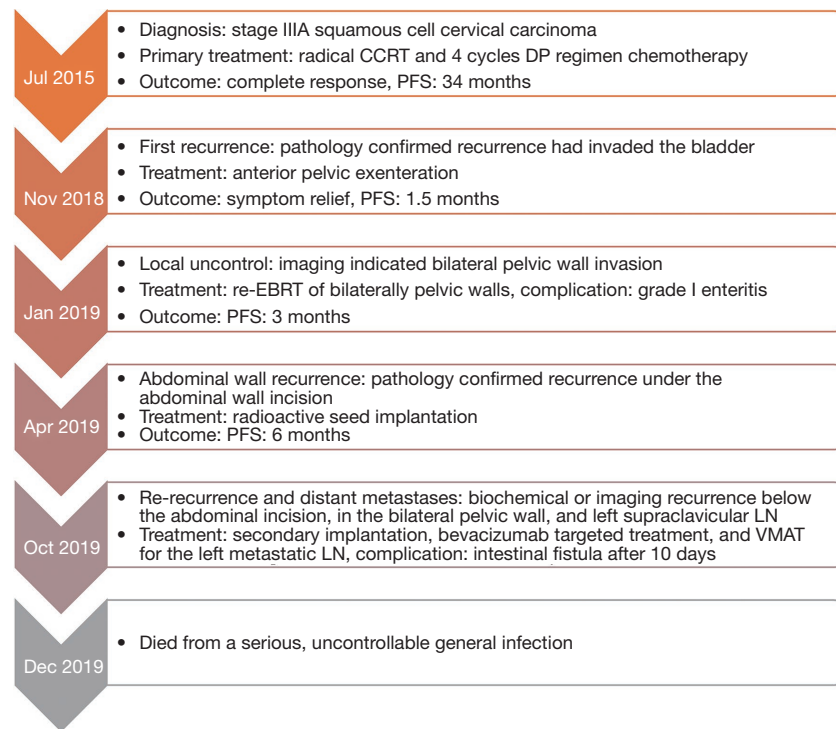 Jul 2015
• Diagnosis: stage IIIA squamous cell cervical carcinoma
• Primary treatment: radical CCRT and 4 cycles DP regimen chemotherapy
• Outcome: complete response, PFS: 34 months
Nov 2018
• First recurrence: pathology confirmed recurrence had invaded the bladder
• Treatment: anterior pelvic exenteration
• Outcome: symptom relief, PFS: 1.5 months
Jan 2019
• Local uncontrol: imaging indicated bilateral pelvic wall invasion
• Treatment: re-EBRT of bilaterally pelvic walls, complication: grade I enteritis
• Outcome: PFS: 3 months
Apr 2019
• Abdominal wall recurrence: pathology confirmed recurrence under the
abdominal wall incision
• Treatment: radioactive seed implantation
• Outcome: PFS: 6 months
Oct 2019
• Re-recurrence and distant metastases: biochemical or imaging recurrence below
the abdominal incision, in the bilateral pelvic wall, and left supraclavicular LN
• Treatment: secondary implantation, bevacizumab targeted treatment, and VMAT
for the left metastatic LN, complication: intestinal fistula after 10 days
Dec 2019
• Died from a serious, uncontrollable general infection